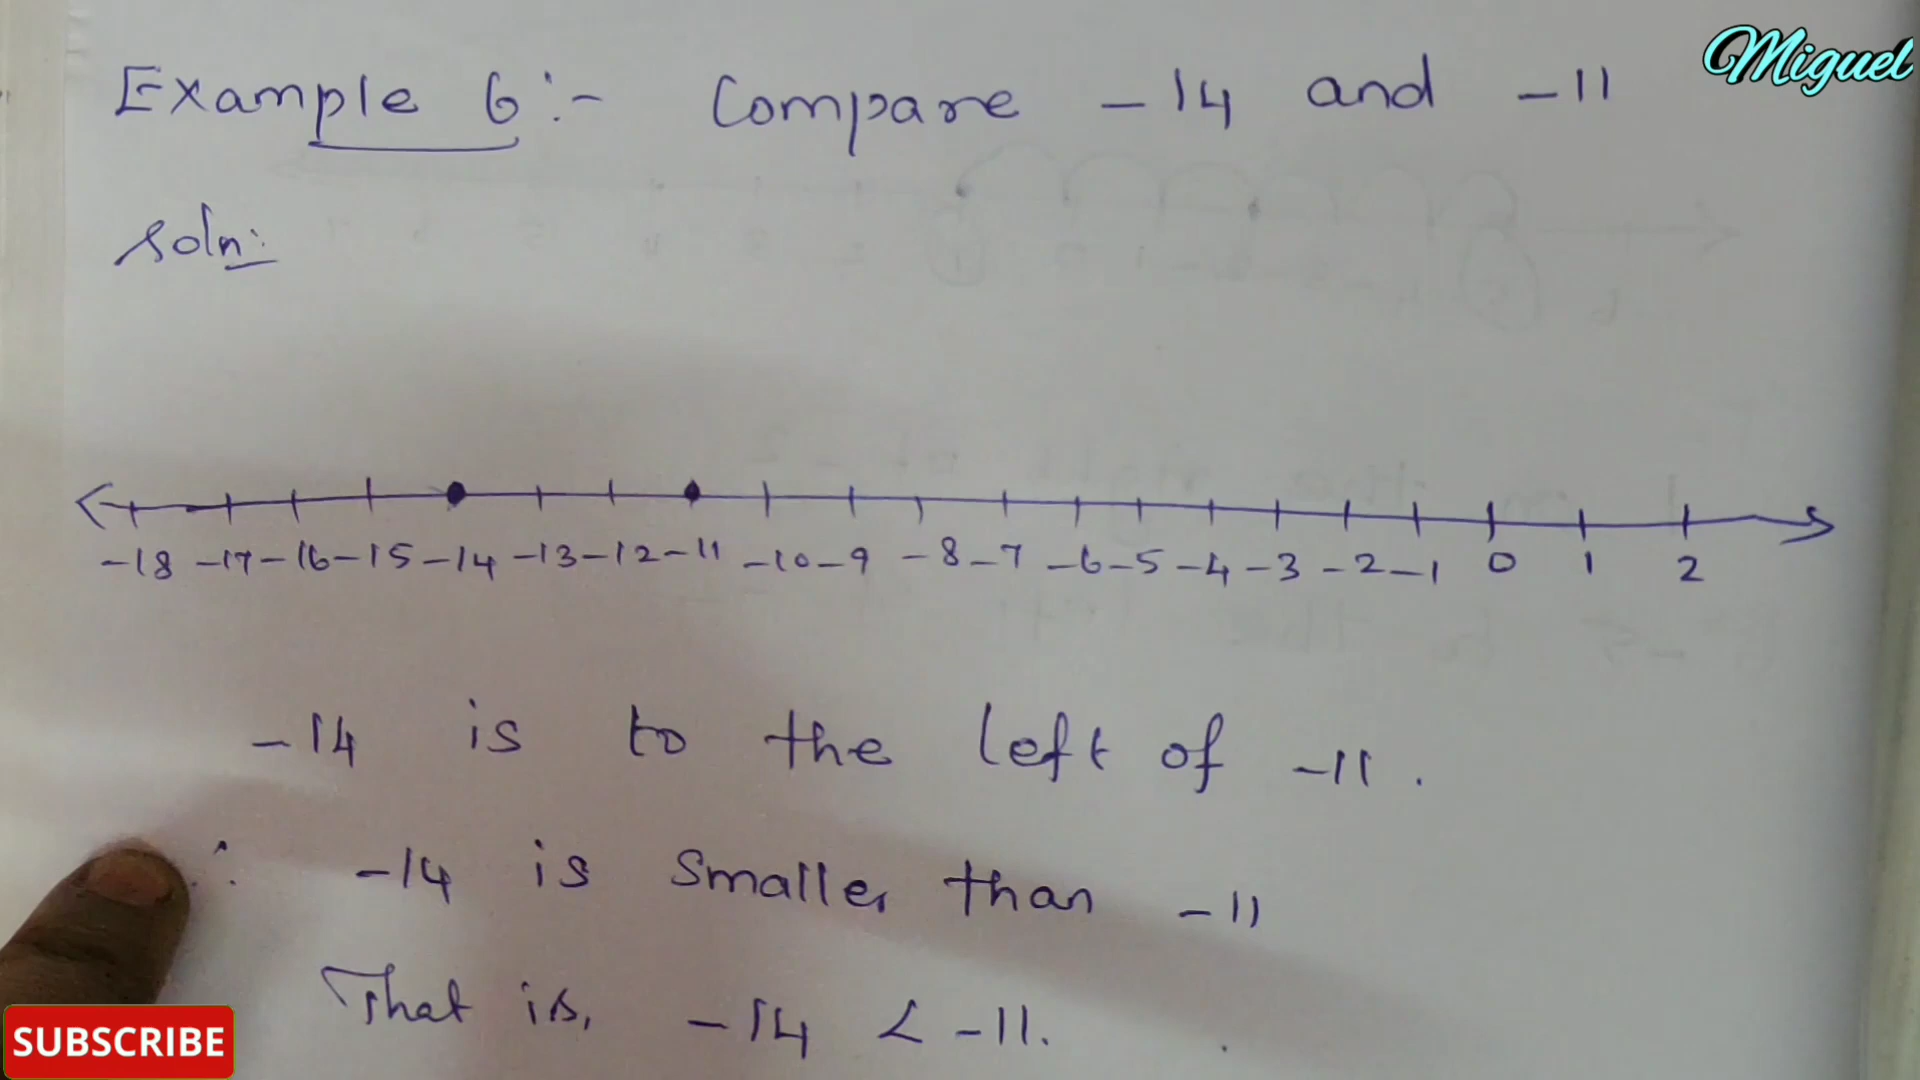 Miguel
Example 6:- Compare -14 and -11
soln:
-18 -17 -16 -15 -14 -13 -12 -11 -10 -9 -8 -7 -6 -5 -4 -3 -2 -1 0 1 2
-14 is to the left of -11.
∴ -14 is smaller than -11
That is, -14 < -11.
SUBSCRIBE